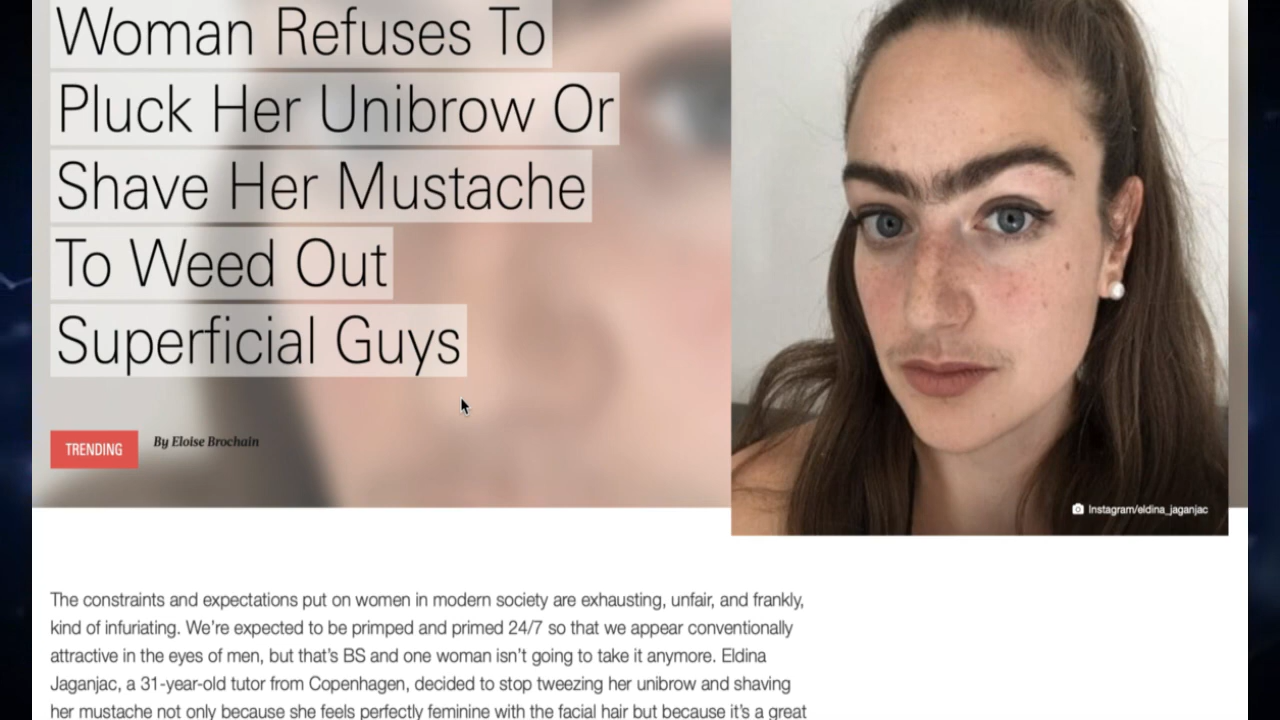 Woman Refuses To
Pluck Her Unibrow Or
Shave Her Mustache
To Weed Out
Superficial Guys
TRENDING
By Eloise Brochain
Instagram/eldina_jaganjac
The constraints and expectations put on women in modern society are exhausting, unfair, and frankly,
kind of infuriating. We're expected to be primped and primed 24/7 so that we appear conventionally
attractive in the eyes of men, but that's BS and one woman isn't going to take it anymore. Eldina
Jaganjac, a 31-year-old tutor from Copenhagen, decided to stop tweezing her unibrow and shaving
her mustache not only because she feels perfectly feminine with the facial hair but because it's a great